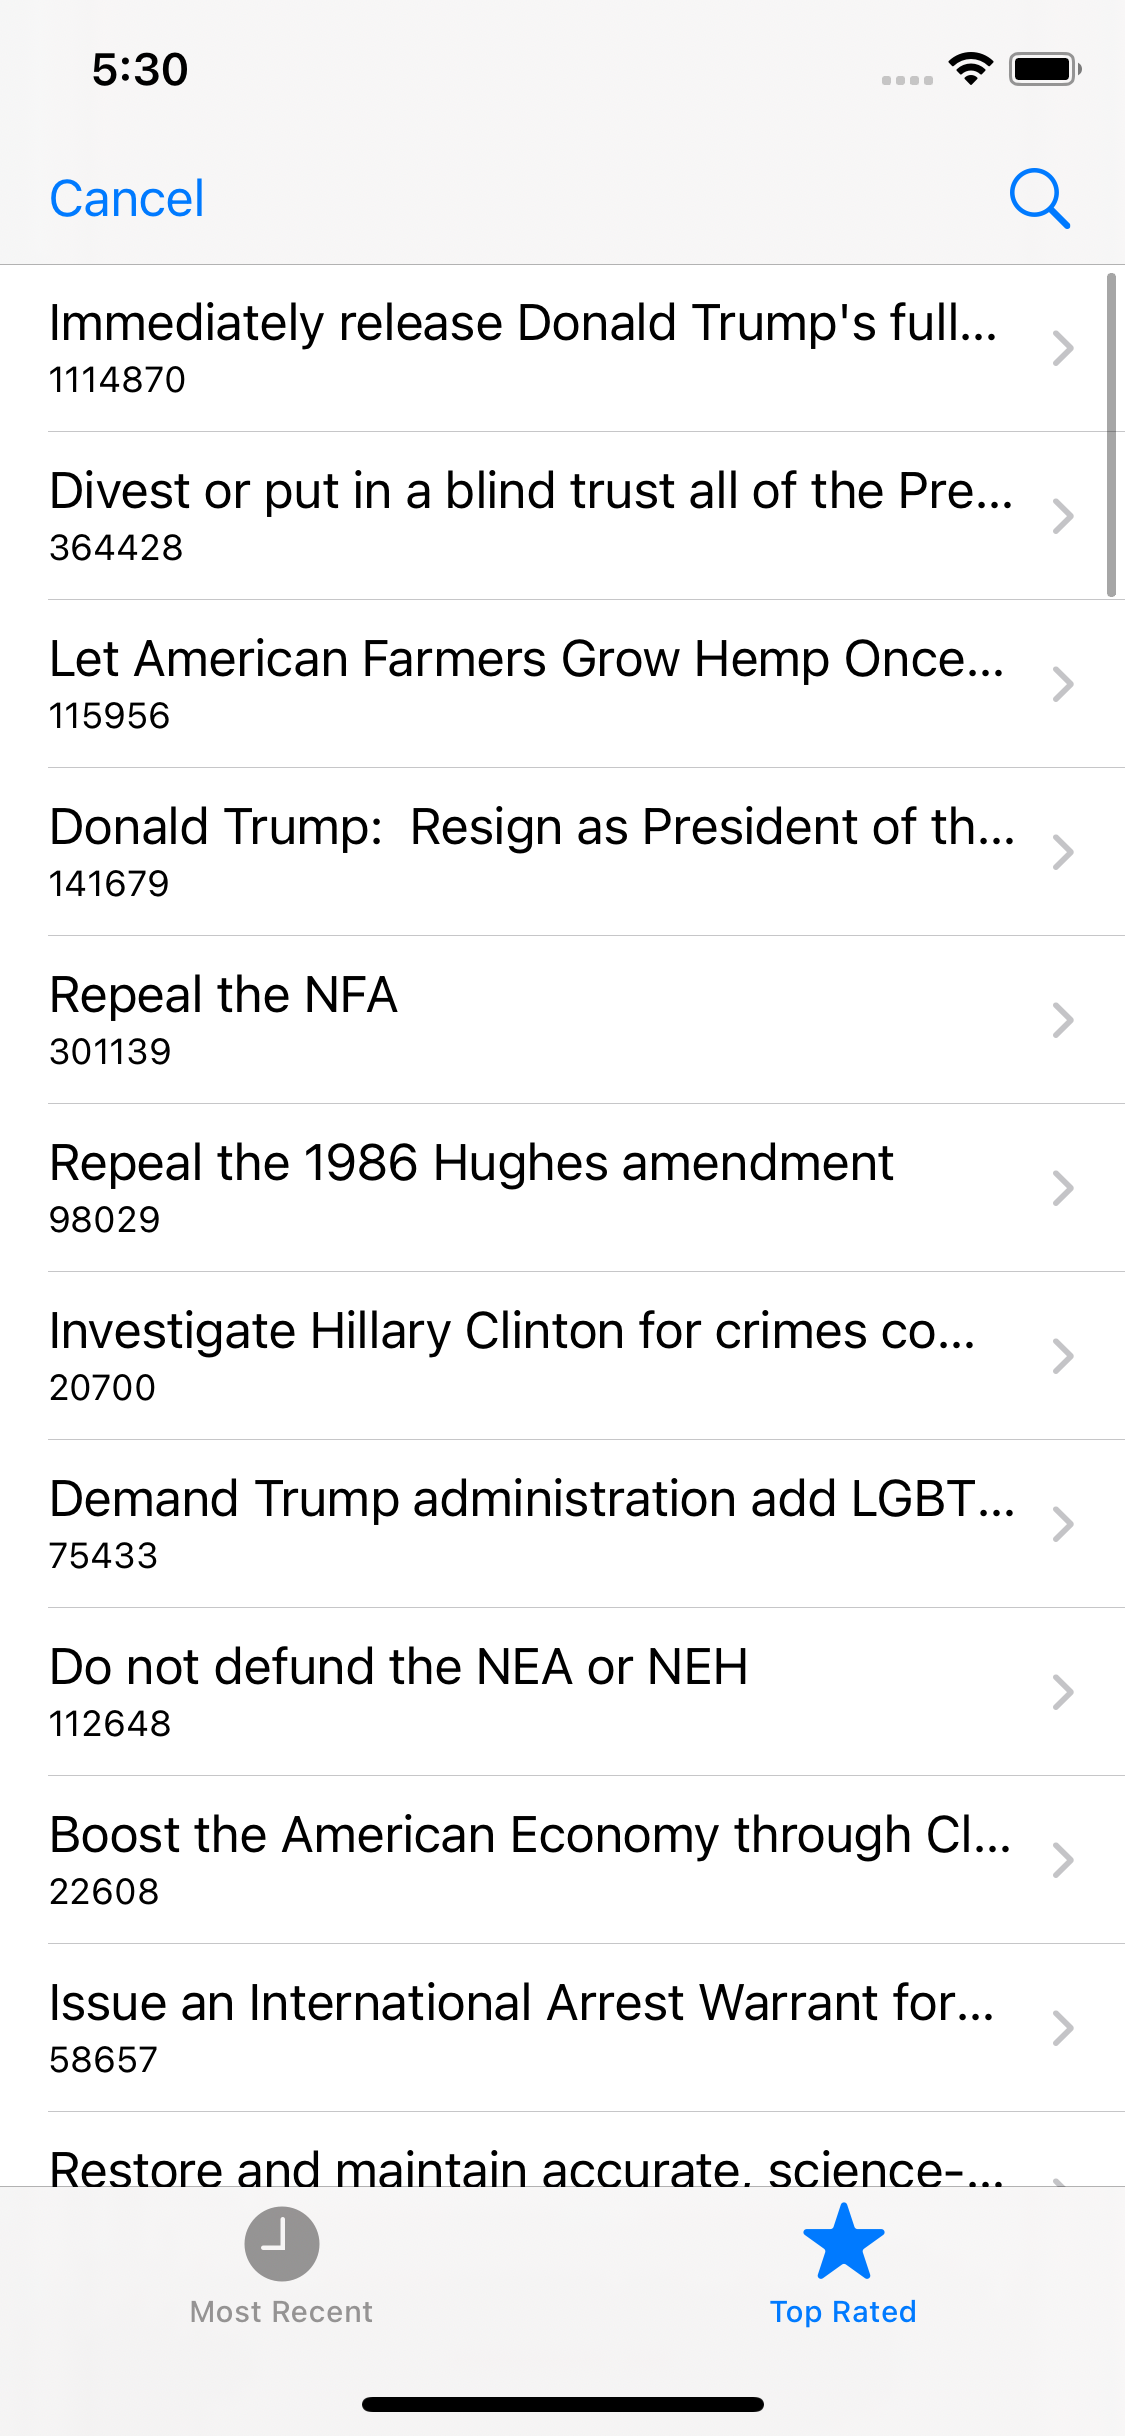 5:30
Cancel
Immediately release Donald Trump's full...
1114870
Divest or put in a blind trust all of the Pre...
364428
Let American Farmers Grow Hemp Once...
115956
Donald Trump:  Resign as President of th...
141679
Repeal the NFA
301139
Repeal the 1986 Hughes amendment
98029
Investigate Hillary Clinton for crimes co...
20700
Demand Trump administration add LGBT...
75433
Do not defund the NEA or NEH
112648
Boost the American Economy through Cl...
22608
Issue an International Arrest Warrant for...
58657
Restore and maintain accurate, science-...
Most Recent
Top Rated